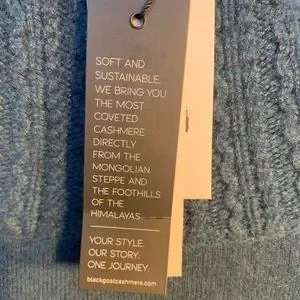 SOFT AND
SUSTAINABLE.
WE BRING YOU
THE MOST
COVETED
CASHMERE
DIRECTLY
FROM THE
MONGOLIAN
STEPPE AND
THE FOOTHILLS
OF THE
HIMALAYAS.
YOUR STYLE.
OUR STORY.
ONE JOURNEY.
blackgoatcashmere.com